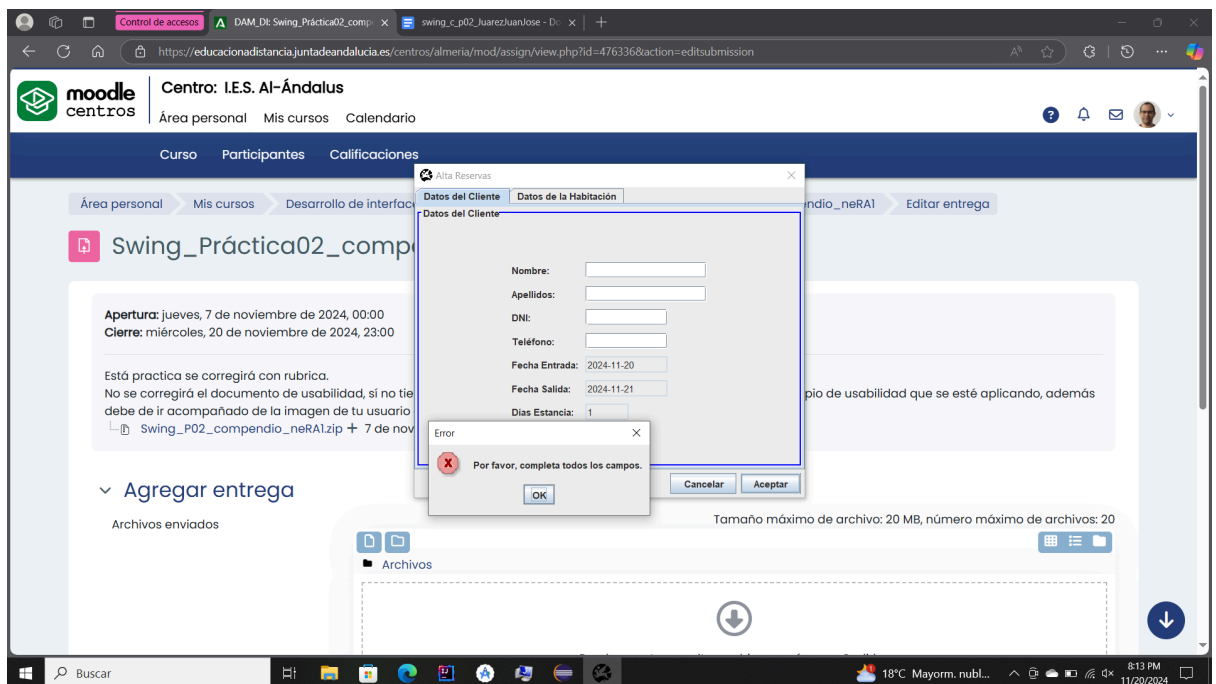 Control de accesos
DAM_DI: Swing_Práctica02_comp
swing_c_p02_JuarezJuanJose - Do
https://educacionadistancia.juntadeandalucia.es/centros/almeria/mod/assign/view.php?id=476336&action=editsubmission
moodle
centros
Centro: I.E.S. Al-Ándalus
Área personal Mis cursos Calendario
Curso Participantes Calificaciones
Área personal Mis cursos Desarrollo de interfac
ndio_neRA1 Editar entrega
Swing_Práctica02_comp
Apertura: jueves, 7 de noviembre de 2024, 00:00
Cierre: miércoles, 20 de noviembre de 2024, 23:00
Está practica se corregirá con rubrica.
No se corregirá el documento de usabilidad, sí no tie
pio de usabilidad que se esté aplicando, además
debe de ir acompañado de la imagen de tu usuario
Swing_P02_compendio_neRA1.zip + 7 de nov
Alta Reservas
Datos del Cliente Datos de la Habitación
Datos del Cliente
Nombre:
Apellidos:
DNI:
Teléfono:
Fecha Entrada: 2024-11-20
Fecha Salida: 2024-11-21
Dias Estancia: 1
Error
Por favor, completa todos los campos.
OK
Cancelar Aceptar
Agregar entrega
Archivos enviados
Tamaño máximo de archivo: 20 MB, número máximo de archivos: 20
Archivos
Buscar
18°C Mayorm. nubl...
8:13 PM
11/20/2024